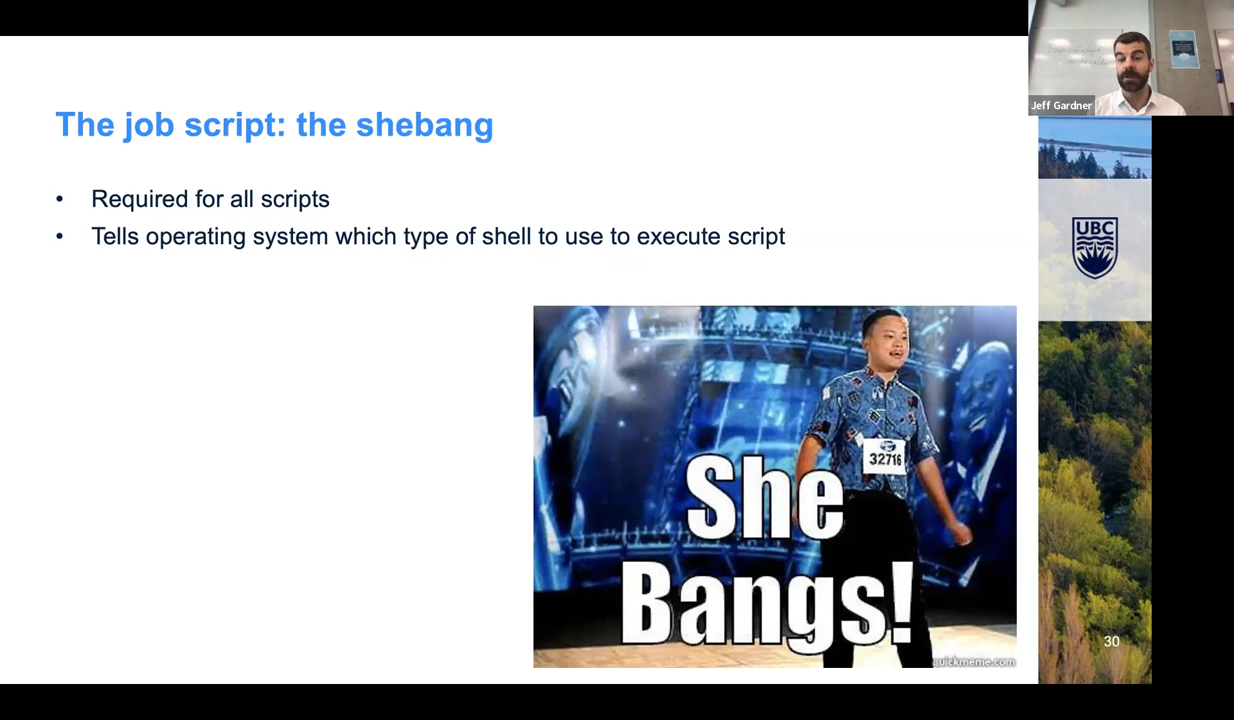 The job script: the shebang
• Required for all scripts
• Tells operating system which type of shell to use to execute script
32716
She
Bangs!
quickmeme.com
Jeff Gardner
UBC
30